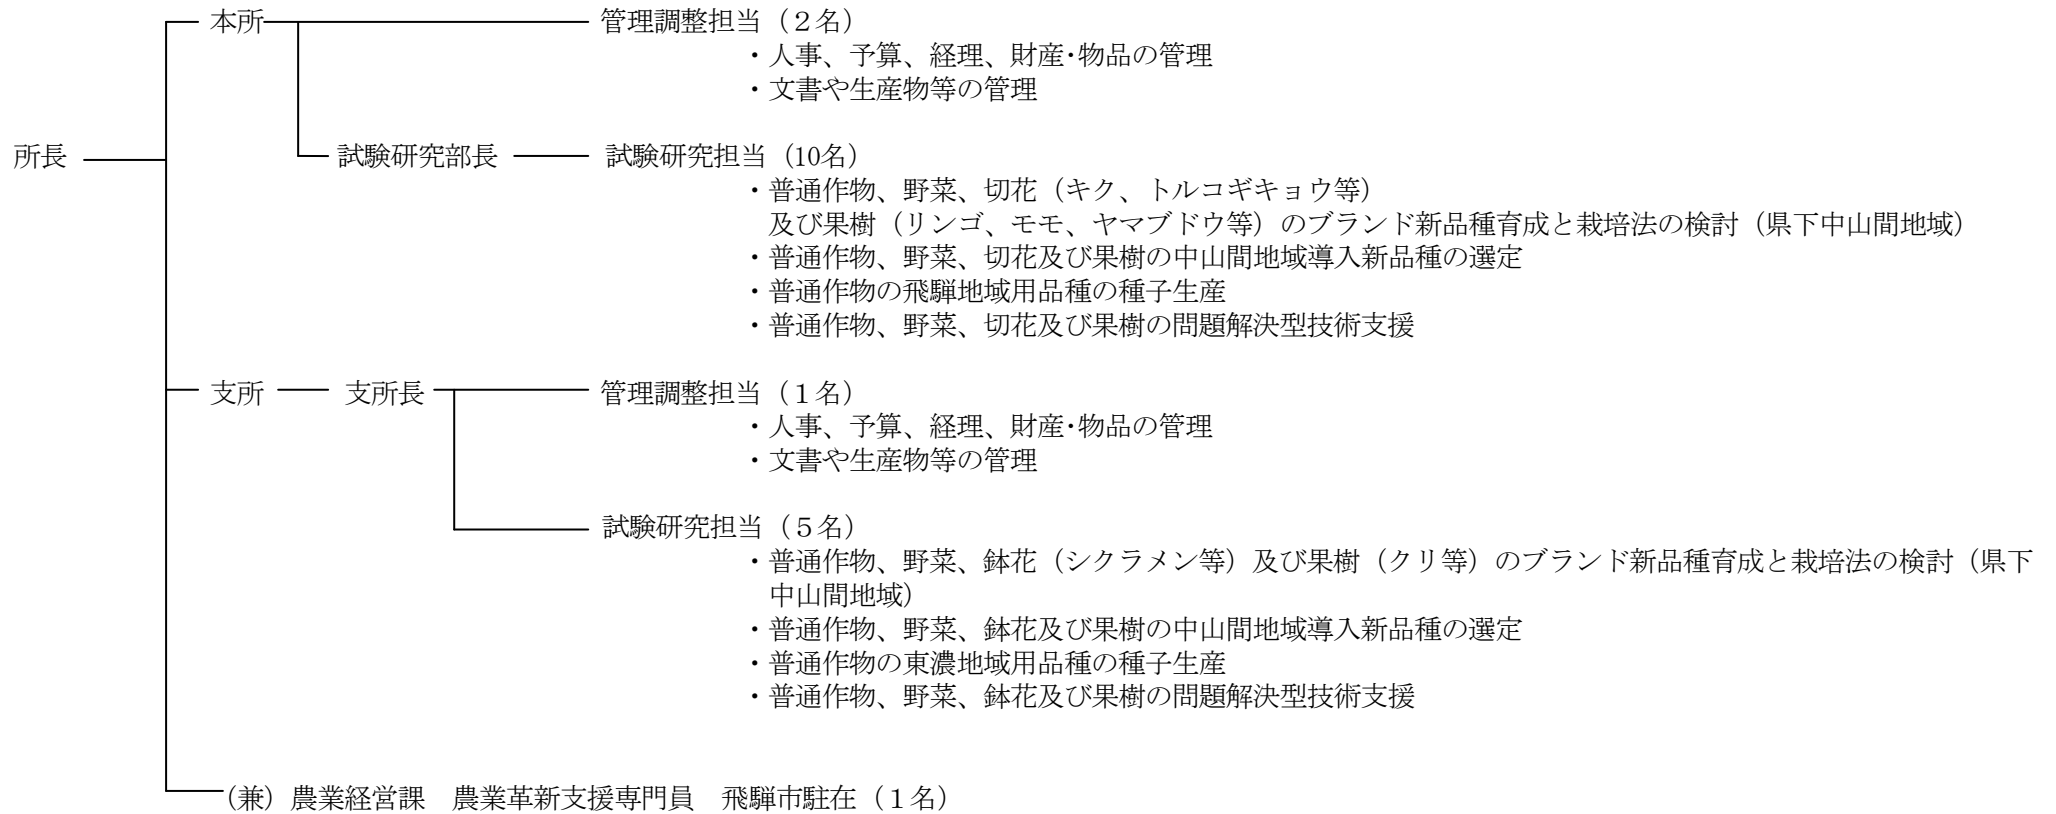 本所 管理調整担当（２名）
・人事、予算、経理、財産･物品の管理
・文書や生産物等の管理
所長 試験研究部長 試験研究担当（10名）
・普通作物、野菜、切花（キク、トルコギキョウ等）
及び果樹（リンゴ、モモ、ヤマブドウ等）のブランド新品種育成と栽培法の検討（県下中山間地域）
・普通作物、野菜、切花及び果樹の中山間地域導入新品種の選定
・普通作物の飛騨地域用品種の種子生産
・普通作物、野菜、切花及び果樹の問題解決型技術支援
支所 支所長 管理調整担当（１名）
・人事、予算、経理、財産･物品の管理
・文書や生産物等の管理
試験研究担当（５名）
・普通作物、野菜、鉢花（シクラメン等）及び果樹（クリ等）のブランド新品種育成と栽培法の検討（県下
中山間地域）
・普通作物、野菜、鉢花及び果樹の中山間地域導入新品種の選定
・普通作物の東濃地域用品種の種子生産
・普通作物、野菜、鉢花及び果樹の問題解決型技術支援
（兼）農業経営課　農業革新支援専門員　飛騨市駐在（１名）